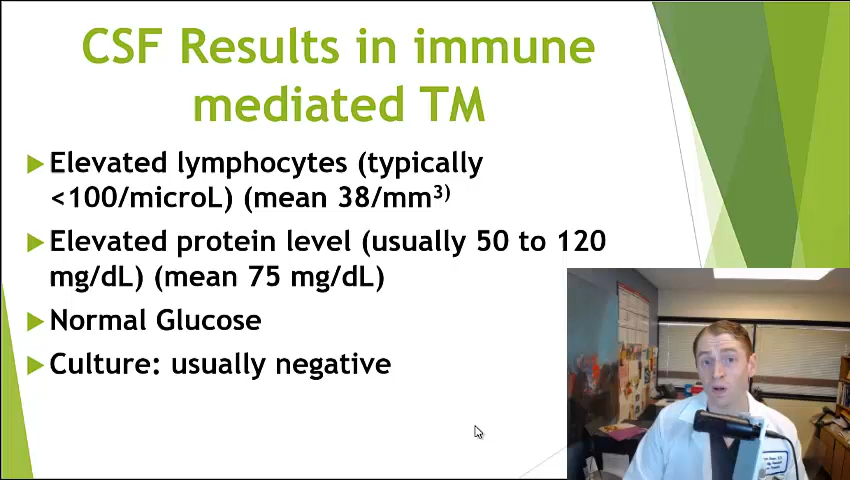 CSF Results in immune
mediated TM
Elevated lymphocytes (typically
<100/microL) (mean 38/mm³⁾
Elevated protein level (usually 50 to 120
mg/dL) (mean 75 mg/dL)
Normal Glucose
Culture: usually negative